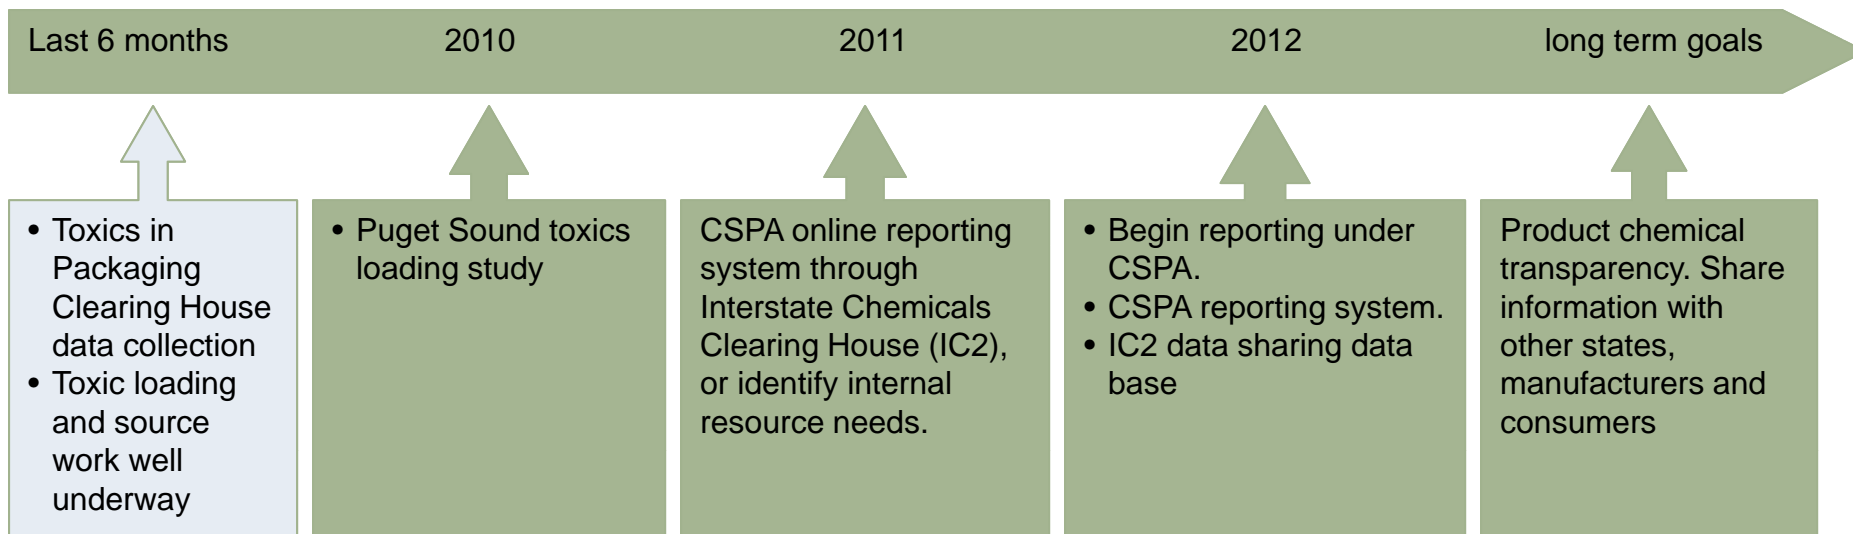 Last 6 months
2010
2011
2012
long term goals
• Toxics in
Packaging
Clearing House
data collection
• Toxic loading
and source
work well
underway
• Puget Sound toxics
loading study
CSPA online reporting
system through
Interstate Chemicals
Clearing House (IC2),
or identify internal
resource needs.
• Begin reporting under
CSPA.
• CSPA reporting system.
• IC2 data sharing data
base
Product chemical
transparency. Share
information with
other states,
manufacturers and
consumers